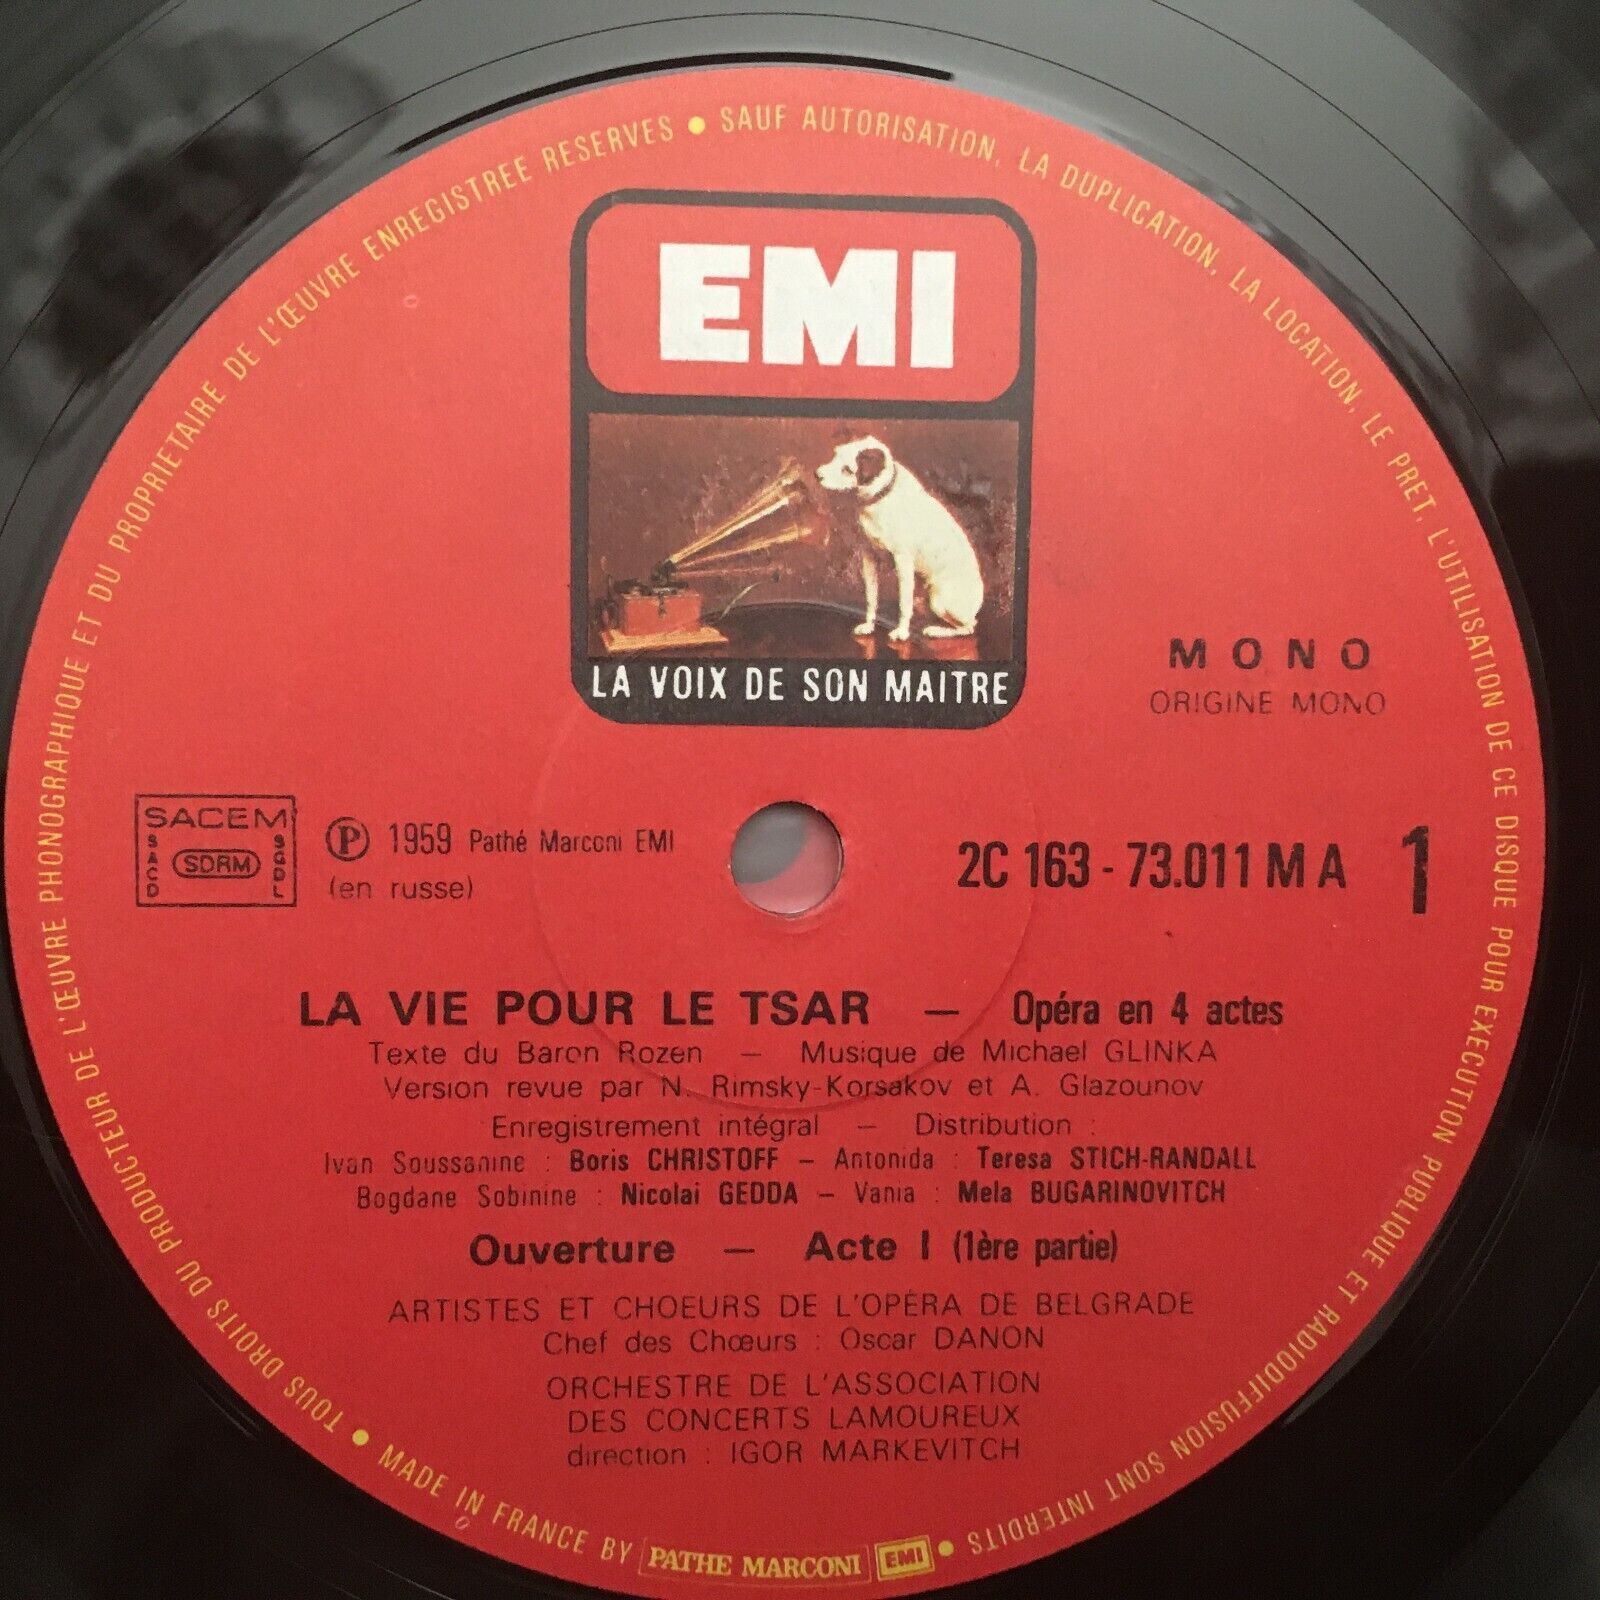 TOUS DROITS DU PRODUCTEUR DE L'ŒUVRE PHONOGRAPHIQUE ET DU PROPRIETAIRE DE L'ŒUVRE ENREGISTREE RESERVES • SAUF AUTORISATION, LA DUPLICATION, LA LOCATION, LE PRET, L'UTILISATION DE CE DISQUE POUR EXECUTION PUBLIQUE ET RADIODIFFUSION SONT INTERDITS •
EMI
LA VOIX DE SON MAITRE
MONO
ORIGINE MONO
SACEM
SACD
SDRM
SGDL
Ⓟ 1959 Pathé Marconi EMI
(en russe)
2C 163 - 73.011 M A 1
LA VIE POUR LE TSAR — Opéra en 4 actes
Texte du Baron Rozen — Musique de Michael GLINKA
Version revue par N. Rimsky-Korsakov et A. Glazounov
Enregistrement intégral — Distribution :
Ivan Soussanine : Boris CHRISTOFF — Antonida : Teresa STICH-RANDALL
Bogdane Sobinine : Nicolai GEDDA — Vania : Mela BUGARINOVITCH
Ouverture — Acte I (1ère partie)
ARTISTES ET CHOEURS DE L'OPÉRA DE BELGRADE
Chef des Chœurs : Oscar DANON
ORCHESTRE DE L'ASSOCIATION
DES CONCERTS LAMOUREUX
direction : IGOR MARKEVITCH
• MADE IN FRANCE BY PATHE MARCONI EMI